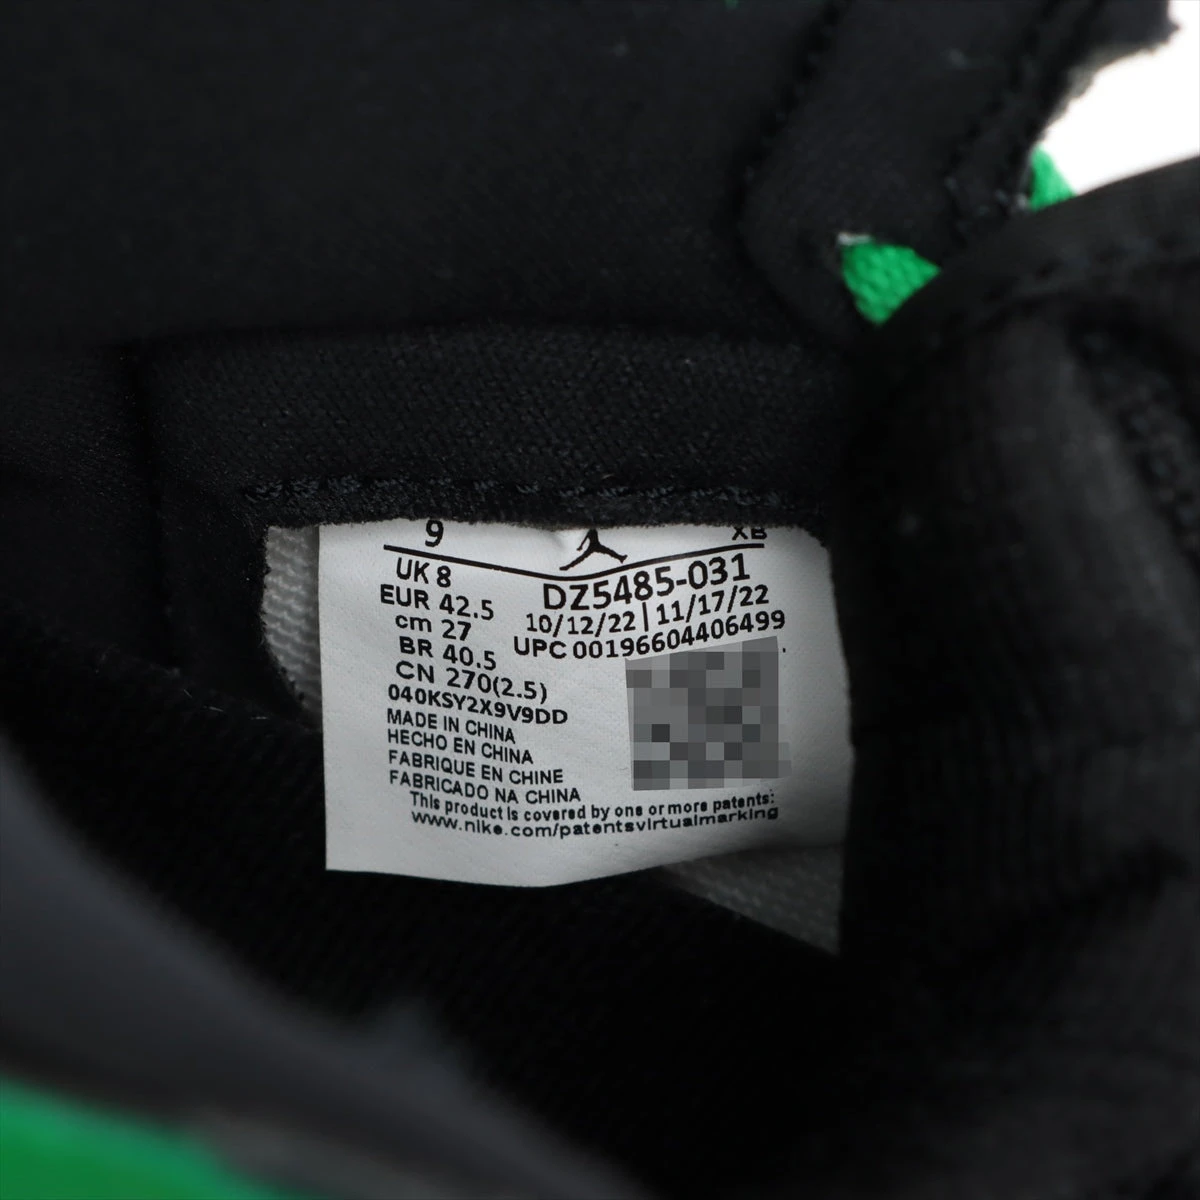 9 XB
UK 8 DZ5485-031
EUR 42.5 10/12/22 | 11/17/22
cm 27 UPC 00196604406499
BR 40.5
CN 270(2.5)
040KSY2X9V9DD
MADE IN CHINA
HECHO EN CHINA
FABRIQUE EN CHINE
FABRICADO NA CHINA
This product is covered by one or more patents:
www.nike.com/patentsvirtualmarking